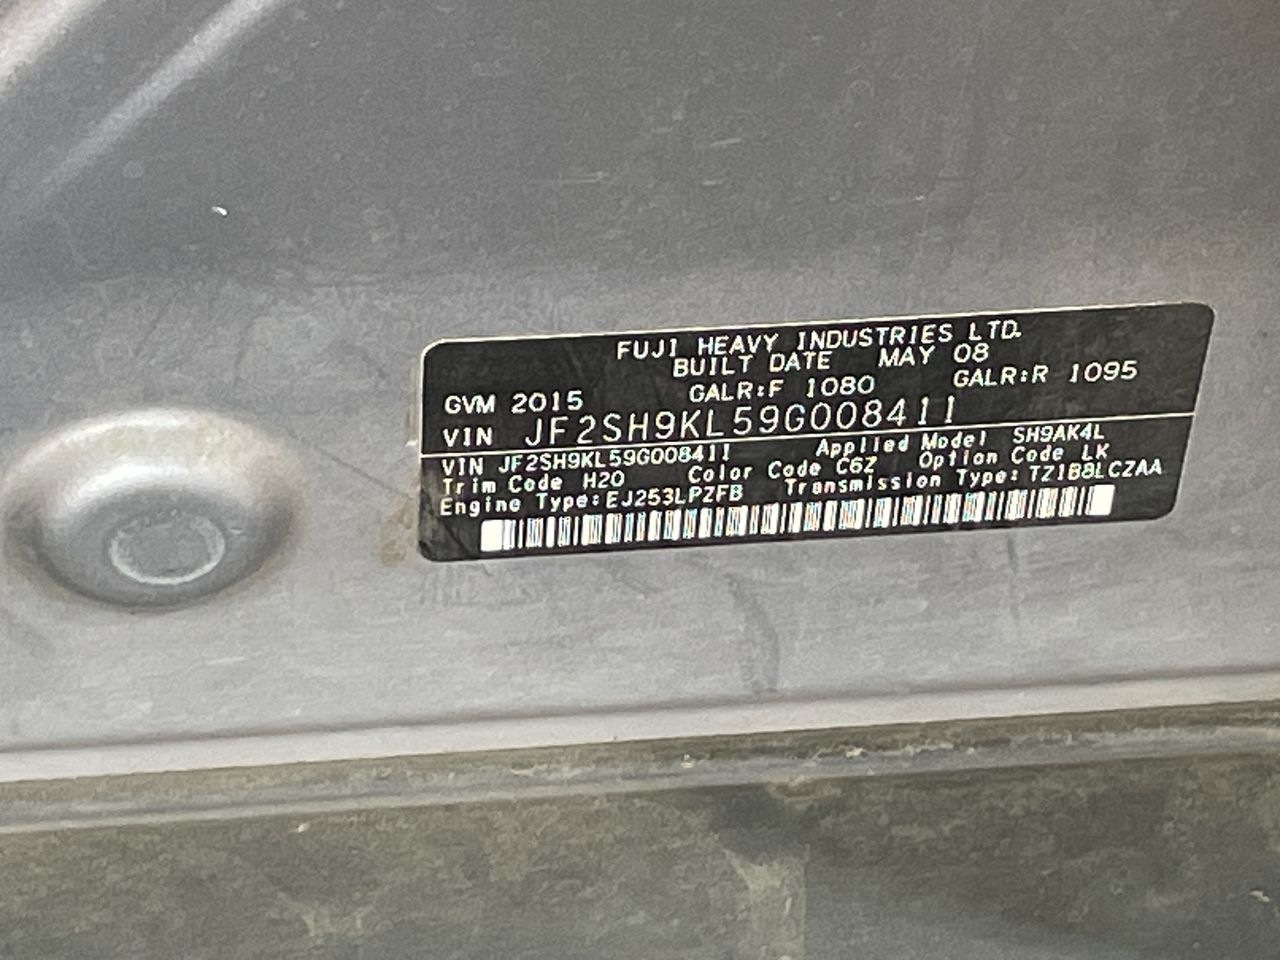 FUJI HEAVY INDUSTRIES LTD.
BUILT DATE MAY 08
GVM 2015 GALR:F 1080 GALR:R 1095
VIN JF2SH9KL59G008411
VIN JF2SH9KL59G008411 Applied Model SH9AK4L
Trim Code H20 Color Code C6Z Option Code LK
Engine Type:EJ253LPZFB Transmission Type:TZ1B8LCZAA